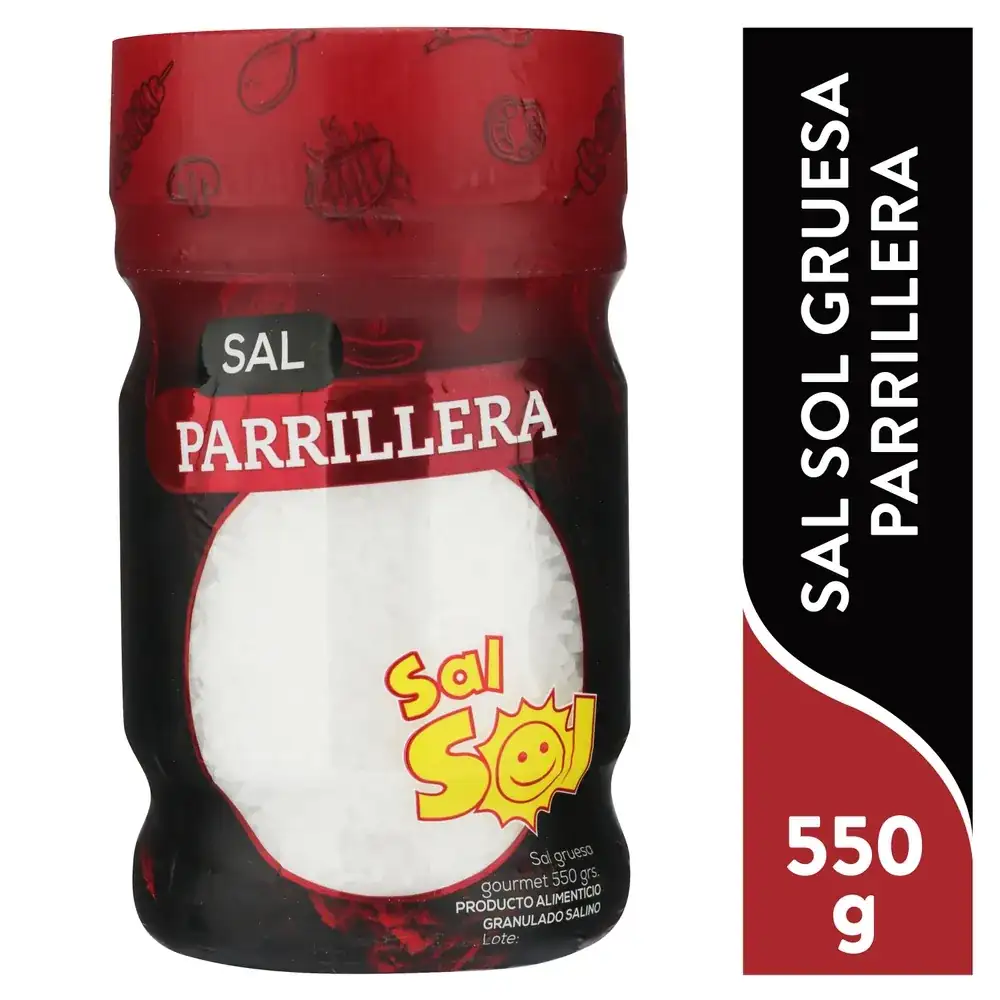 SAL
PARRILLERA
Sal
Sol
Sal gruesa
gourmet 550 grs.
PRODUCTO ALIMENTICIO
GRANULADO SALINO
Lote:
SAL SOL GRUESA
PARRILLERA
550
g